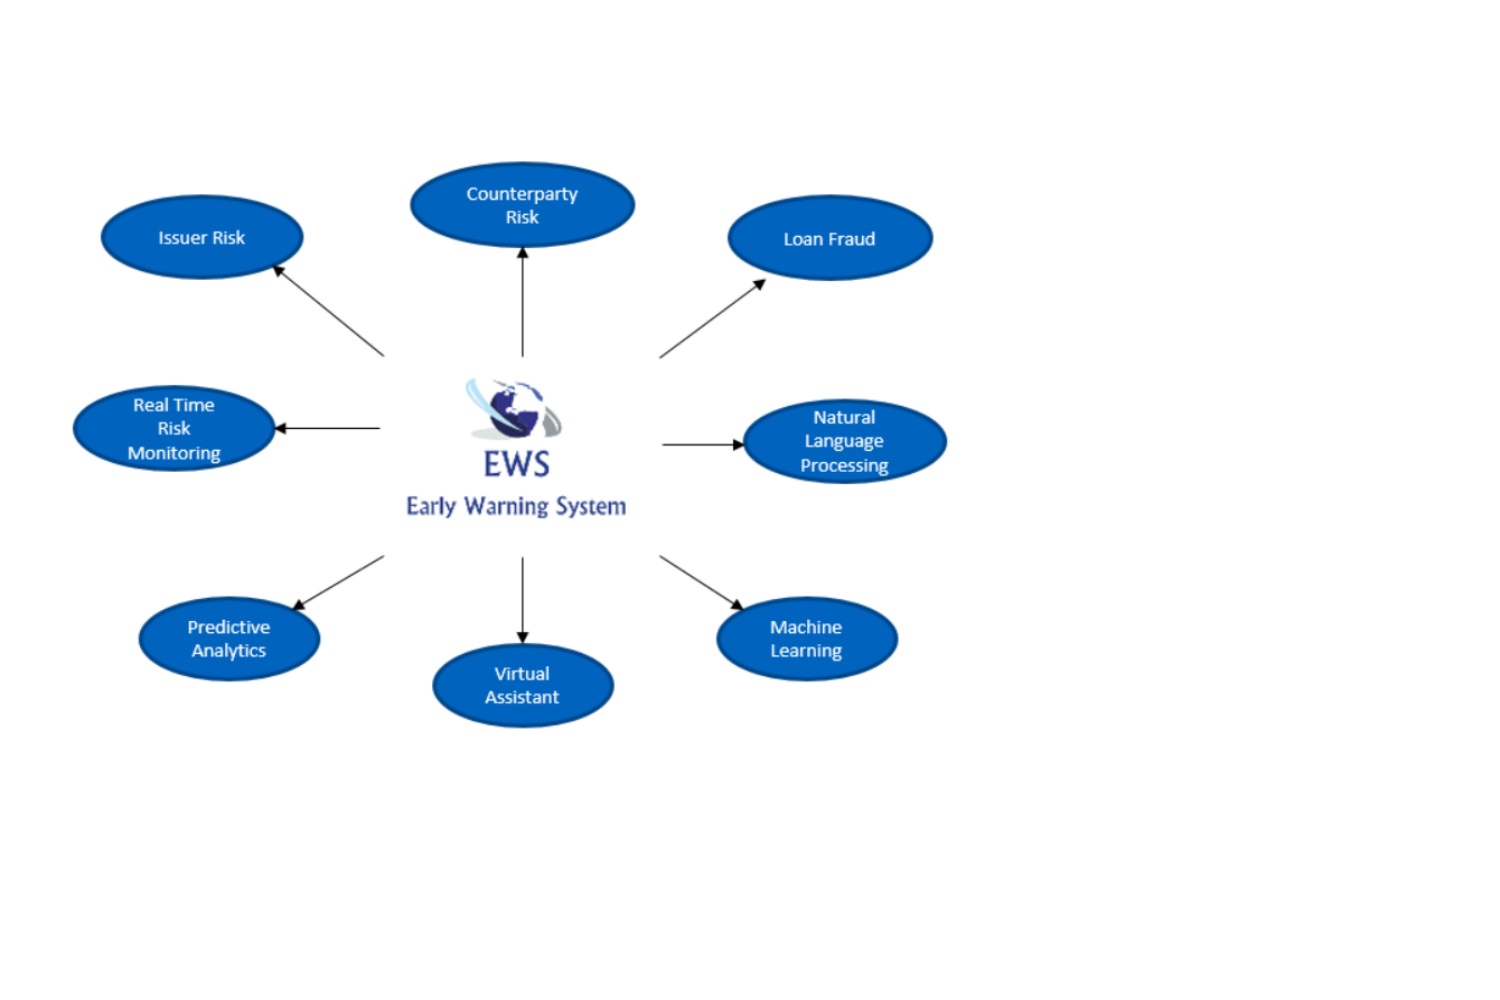 Counterparty
Risk
Issuer Risk
Loan Fraud
Real Time
Risk
Monitoring
Natural
Language
Processing
EWS
Early Warning System
Predictive
Analytics
Machine
Learning
Virtual
Assistant